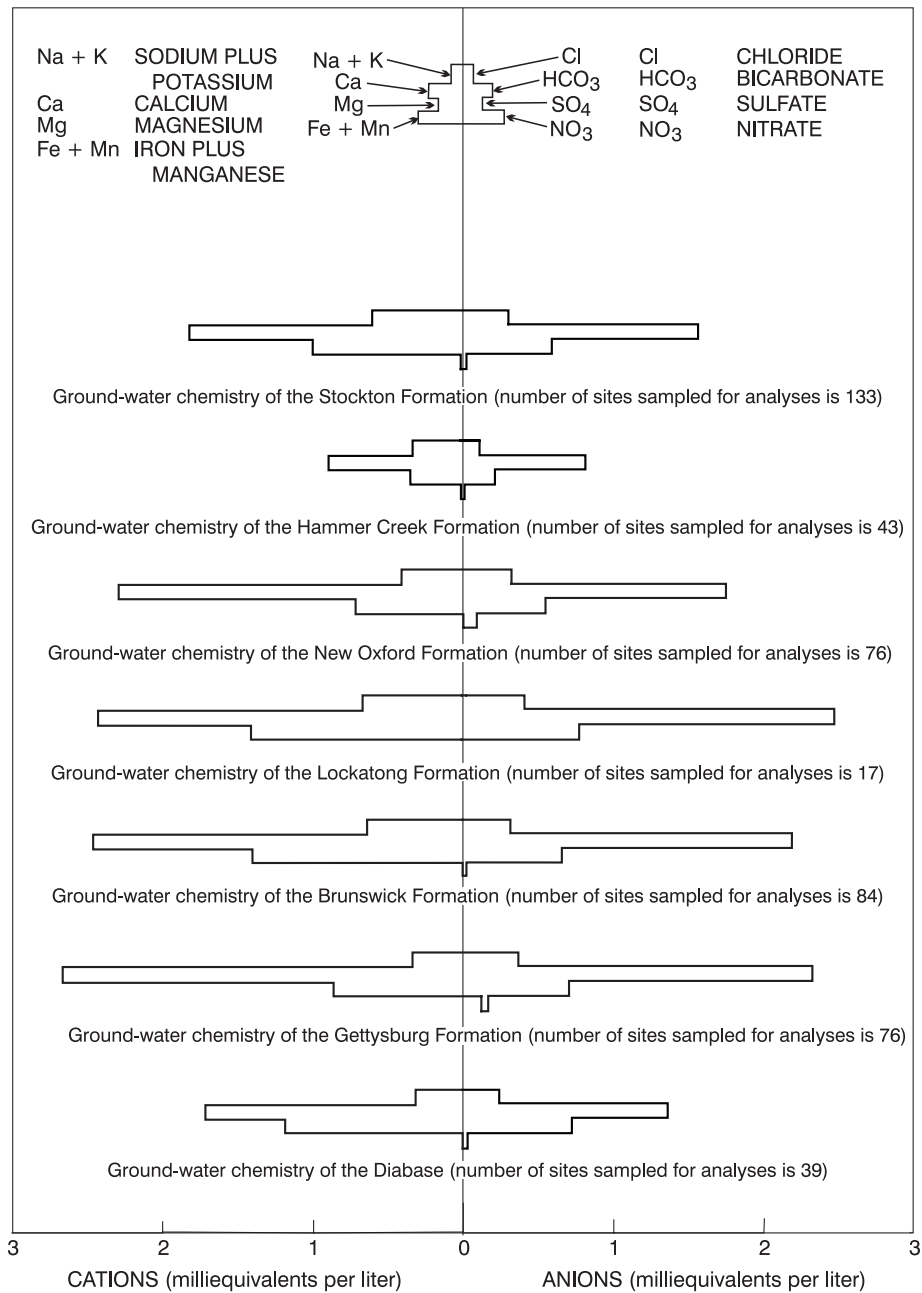 Na + K SODIUM PLUS POTASSIUM
Ca CALCIUM
Mg MAGNESIUM
Fe + Mn IRON PLUS MANGANESE
Na + K
Ca
Mg
Fe + Mn
Cl
HCO3
SO4
NO3
Cl CHLORIDE
HCO3 BICARBONATE
SO4 SULFATE
NO3 NITRATE
Ground-water chemistry of the Stockton Formation (number of sites sampled for analyses is 133)
Ground-water chemistry of the Hammer Creek Formation (number of sites sampled for analyses is 43)
Ground-water chemistry of the New Oxford Formation (number of sites sampled for analyses is 76)
Ground-water chemistry of the Lockatong Formation (number of sites sampled for analyses is 17)
Ground-water chemistry of the Brunswick Formation (number of sites sampled for analyses is 84)
Ground-water chemistry of the Gettysburg Formation (number of sites sampled for analyses is 76)
Ground-water chemistry of the Diabase (number of sites sampled for analyses is 39)
3 2 1 0 1 2 3
CATIONS (milliequivalents per liter) ANIONS (milliequivalents per liter)